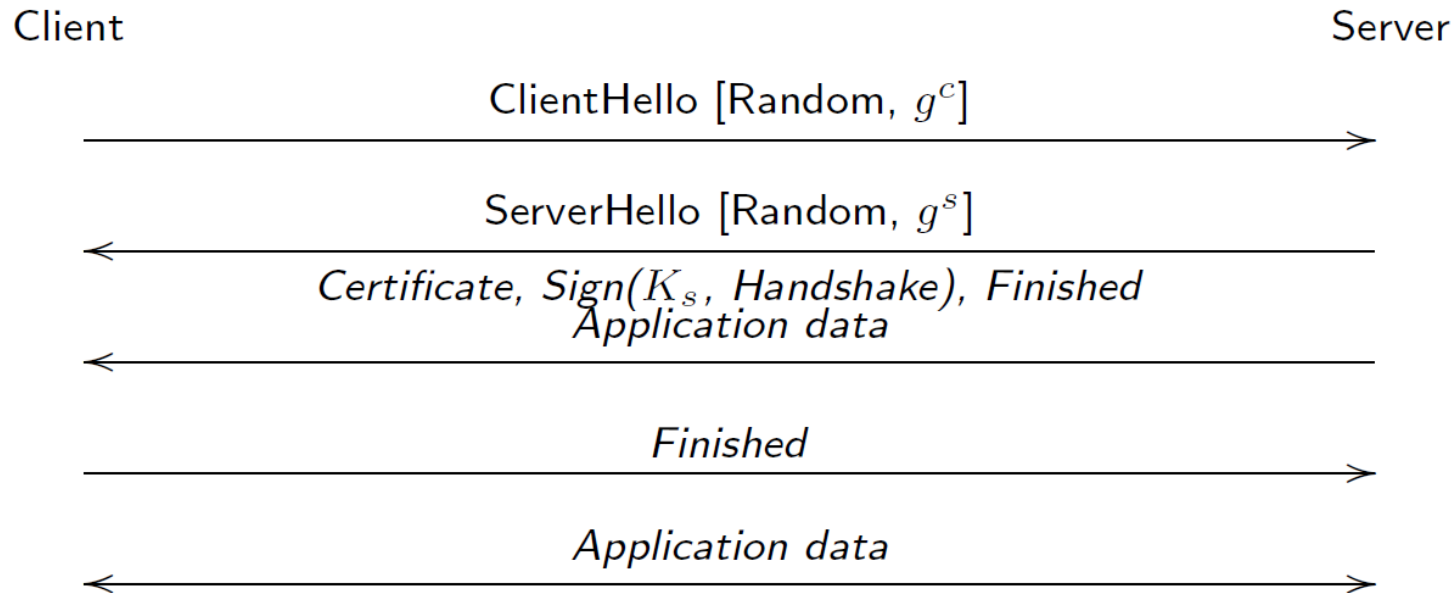 Client Server
ClientHello [Random, g^c]
ServerHello [Random, g^s]
Certificate, Sign(K_s, Handshake), Finished
Application data
Finished
Application data